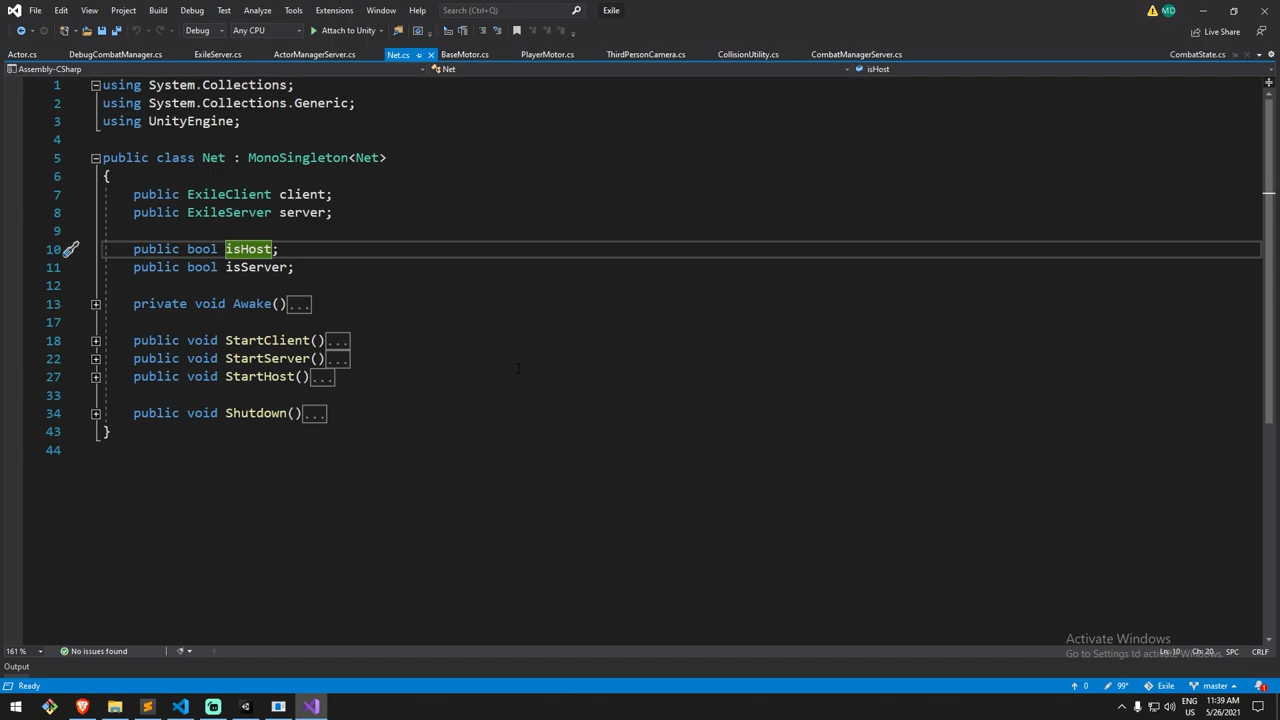 File Edit View Project Build Debug Test Analyze Tools Extensions Window Help Search (Ctrl+Q) Exile MD
Debug Any CPU Attach to Unity Live Share
Actor.cs DebugCombatManager.cs ExileServer.cs ActorManagerServer.cs Net.cs BaseMotor.cs PlayerMotor.cs ThirdPersonCamera.cs CollisionUtility.cs CombatManagerServer.cs CombatState.cs
Assembly-CSharp Net isHost
1 using System.Collections;
2 using System.Collections.Generic;
3 using UnityEngine;
4
5 public class Net : MonoSingleton<Net>
6 {
7 public ExileClient client;
8 public ExileServer server;
9
10 public bool isHost;
11 public bool isServer;
12
13 private void Awake()...
17
18 public void StartClient()...
22 public void StartServer()...
27 public void StartHost()...
33
34 public void Shutdown()...
43 }
44
Activate Windows
Go to Settings to activate Windows.
161 % No issues found Ln: 10 Ch: 20 SPC CRLF
Output
Ready 0 99+ Exile master 1
ENG 11:39 AM
US 5/26/2021